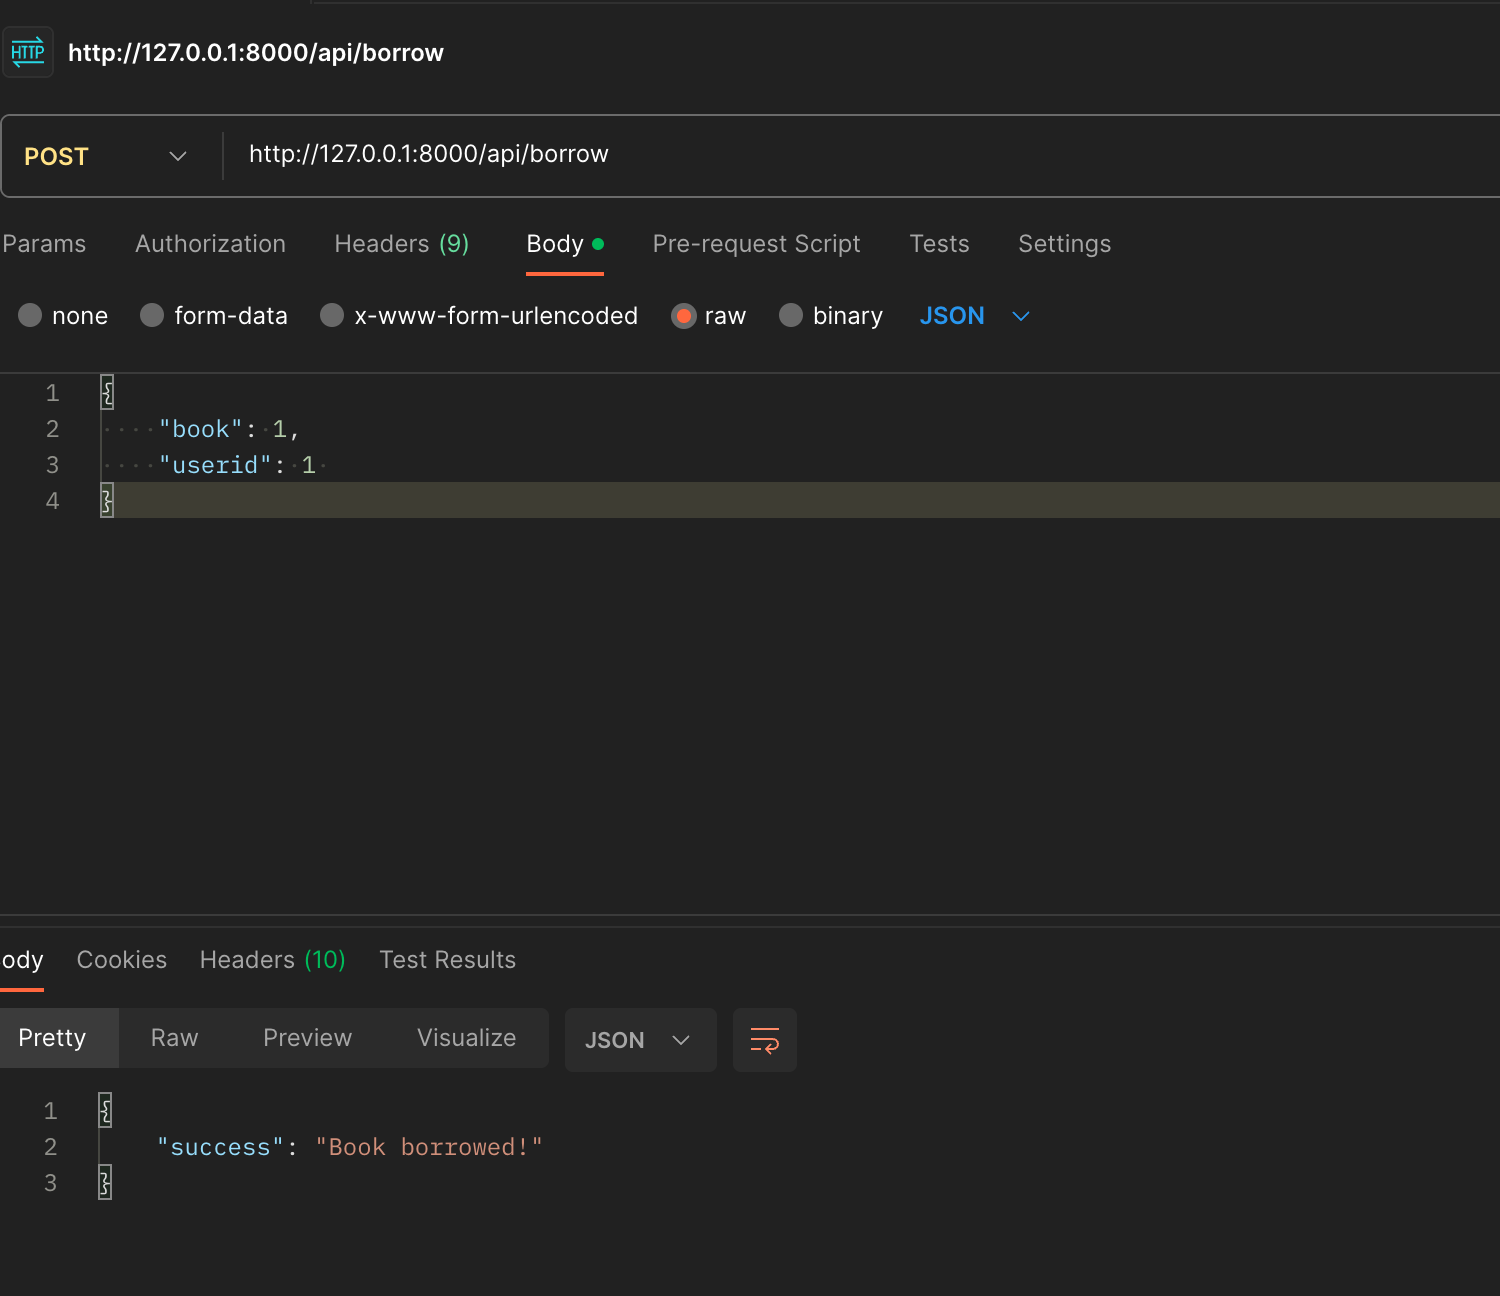 HTTP http://127.0.0.1:8000/api/borrow
POST http://127.0.0.1:8000/api/borrow
Params Authorization Headers (9) Body Pre-request Script Tests Settings
none form-data x-www-form-urlencoded raw binary JSON
1 {
2 "book": 1,
3 "userid": 1
4 }
ody Cookies Headers (10) Test Results
Pretty Raw Preview Visualize JSON
1 {
2 "success": "Book borrowed!"
3 }